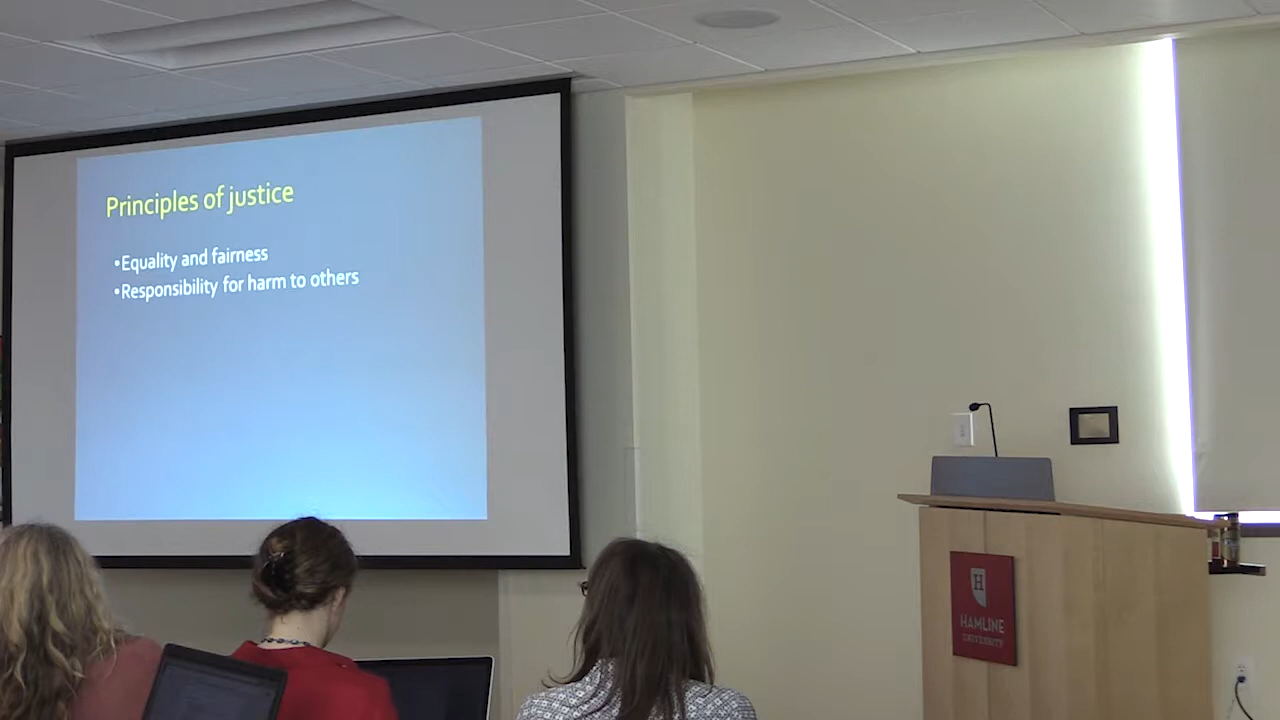 Principles of justice
•Equality and fairness
•Responsibility for harm to others
H
HAMLINE
UNIVERSITY